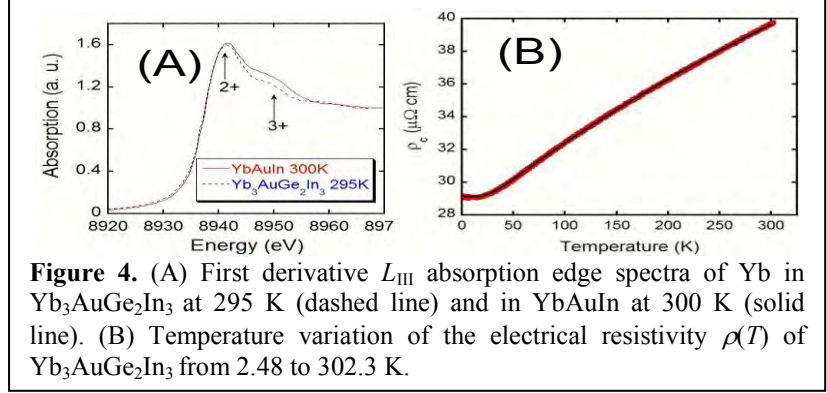 (A)
Absorption (a. u.)
1.6
1.2
0.8
0.4
0
2+
3+
YbAuIn 300K
Yb3AuGe2In3 295K
8920 8930 8940 8950 8960 897
Energy (eV)
(B)
ρc (μΩ cm)
40
38
36
34
32
30
28
0 50 100 150 200 250 300
Temperature (K)
Figure 4. (A) First derivative LIII absorption edge spectra of Yb in
Yb3AuGe2In3 at 295 K (dashed line) and in YbAuIn at 300 K (solid
line). (B) Temperature variation of the electrical resistivity ρ(T) of
Yb3AuGe2In3 from 2.48 to 302.3 K.